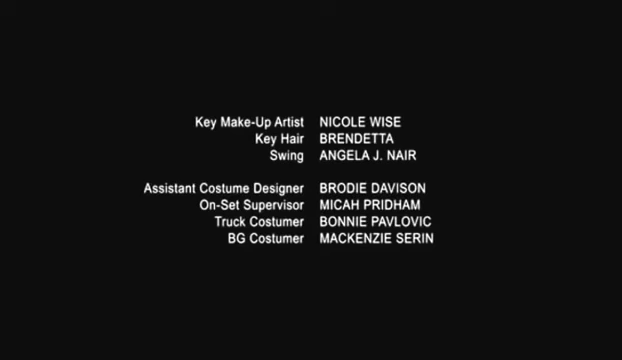 Key Make-Up Artist NICOLE WISE
Key Hair BRENDETTA
Swing ANGELA J. NAIR
Assistant Costume Designer BRODIE DAVISON
On-Set Supervisor MICAH PRIDHAM
Truck Costumer BONNIE PAVLOVIC
BG Costumer MACKENZIE SERIN